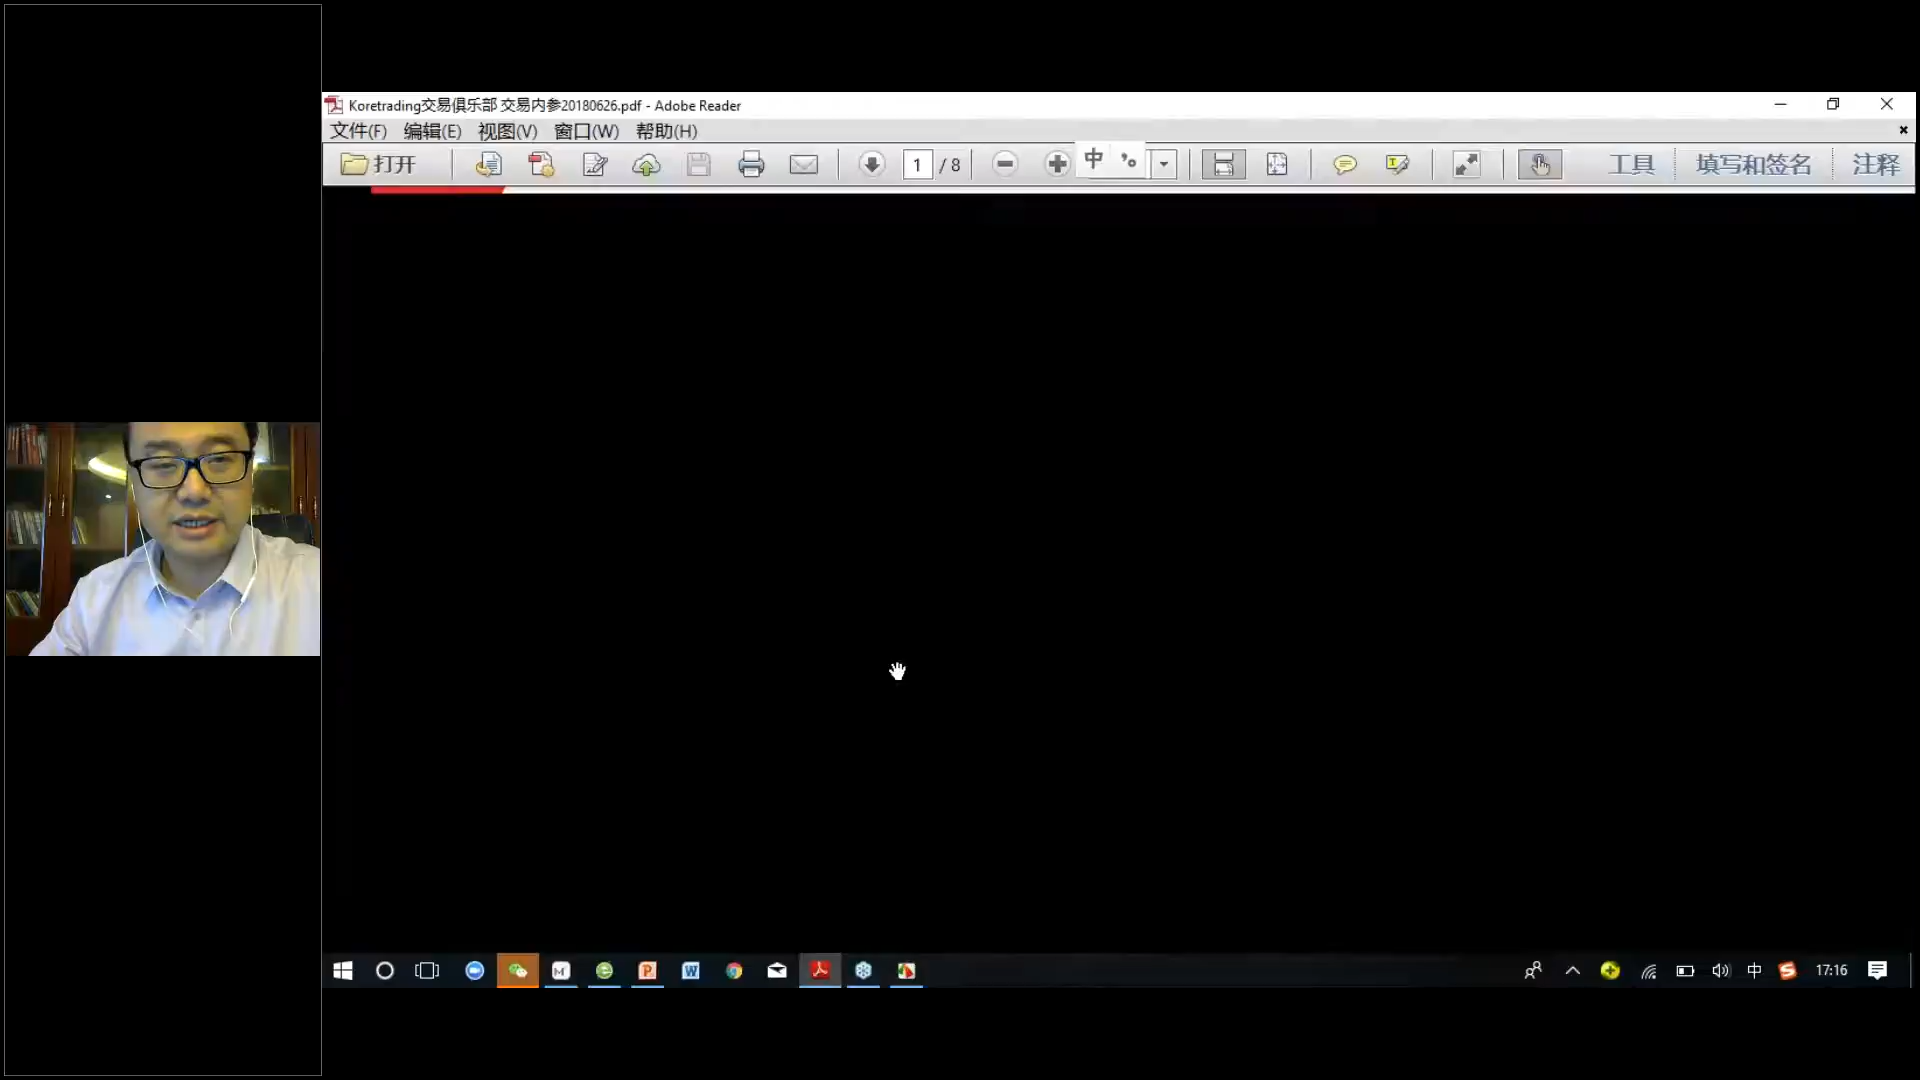 Koretrading交易俱乐部 交易内参20180626.pdf - Adobe Reader
文件(F) 编辑(E) 视图(V) 窗口(W) 帮助(H)
打开 1 / 8 中 工具 填写和签名 注释
中 17:16